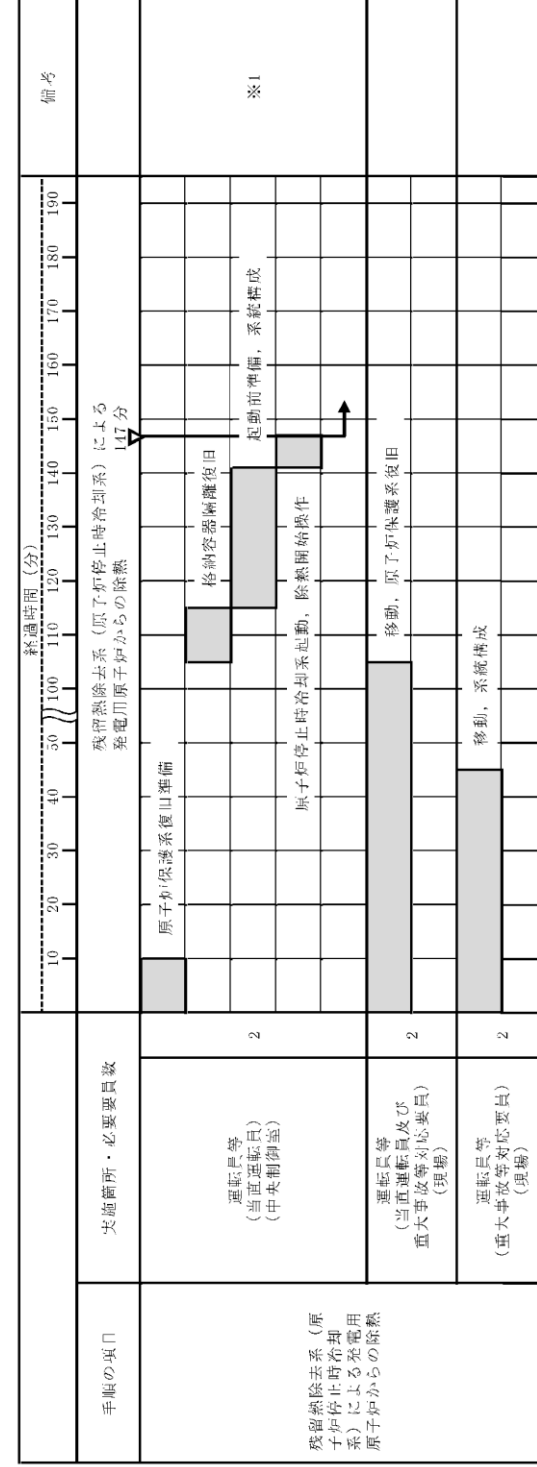 経過時間 (分)
備考
10 20 30 40 50 100 110 120 130 140 150 160 170 180 190
手順の項目
実施箇所・必要要員数
残留熱除去系（原子炉停止時冷却系）による
発電用原子炉からの除熱
147分
残留熱除去系（原
子炉停止時冷却
系）による発電用
原子炉からの除熱
運転員等
（当直運転員）
（中央制御室）
2
原子炉保護系復旧準備
格納容器隔離復旧
起動前準備，系統構成
原子炉停止時冷却系起動，除熱開始操作
※1
運転員等
（当直運転員及び
重大事故等対応要員）
（現場）
2
移動，原子炉保護系復旧
運転員等
（重大事故等対応要員）
（現場）
2
移動，系統構成